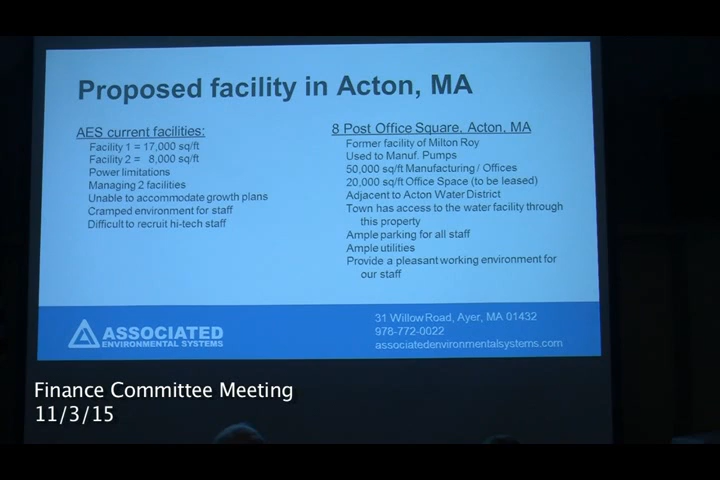 Proposed facility in Acton, MA
AES current facilities:
Facility 1 = 17,000 sq/ft
Facility 2 = 8,000 sq/ft
Power limitations
Managing 2 facilities
Unable to accommodate growth plans
Cramped environment for staff
Difficult to recruit hi-tech staff
8 Post Office Square, Acton, MA
Former facility of Milton Roy
Used to Manuf. Pumps
50,000 sq/ft Manufacturing / Offices
20,000 sq/ft Office Space (to be leased)
Adjacent to Acton Water District
Town has access to the water facility through
this property
Ample parking for all staff
Ample utilities
Provide a pleasant working environment for
our staff
ASSOCIATED
ENVIRONMENTAL SYSTEMS
31 Willow Road, Ayer, MA 01432
978-772-0022
associatedenvironmentalsystems.com
Finance Committee Meeting
11/3/15